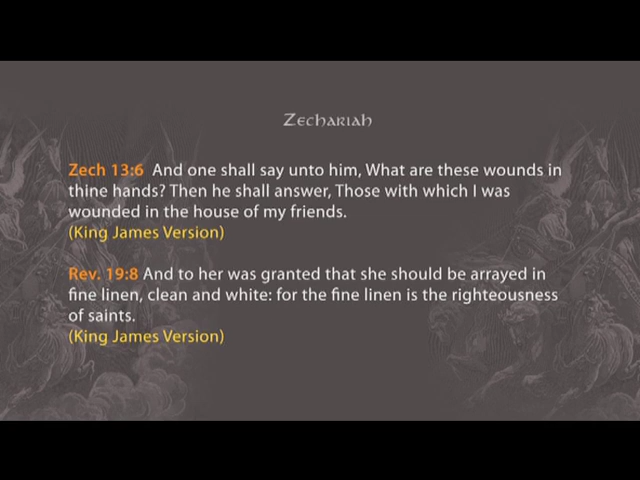 Zechariah
Zech 13:6 And one shall say unto him, What are these wounds in
thine hands? Then he shall answer, Those with which I was
wounded in the house of my friends.
(King James Version)
Rev. 19:8 And to her was granted that she should be arrayed in
fine linen, clean and white: for the fine linen is the righteousness
of saints.
(King James Version)